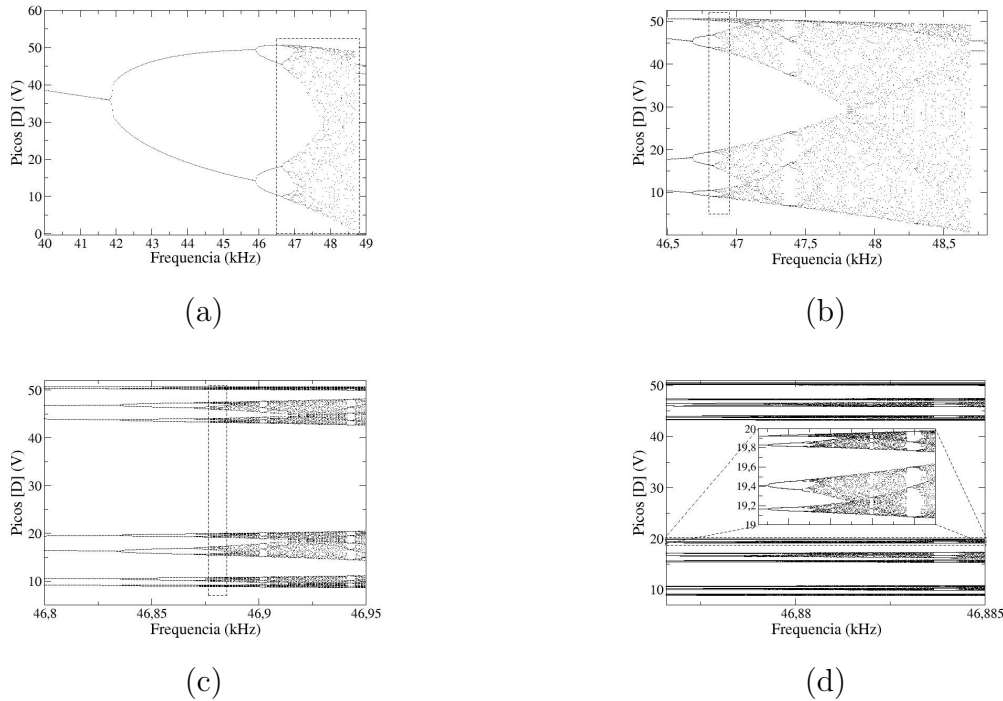 60
50
40
30
20
10
0
Picos [D] (V)
40 41 42 43 44 45 46 47 48 49
Frequencia (kHz)
(a)
50
40
30
20
10
Picos [D] (V)
46,5 47 47,5 48 48,5
Frequencia (kHz)
(b)
50
40
30
20
10
Picos [D] (V)
46,8 46,85 46,9 46,95
Frequencia (kHz)
(c)
50
40
30
20
10
Picos [D] (V)
20
19,8
19,6
19,4
19,2
19
46,88 46,885
Frequencia (kHz)
(d)